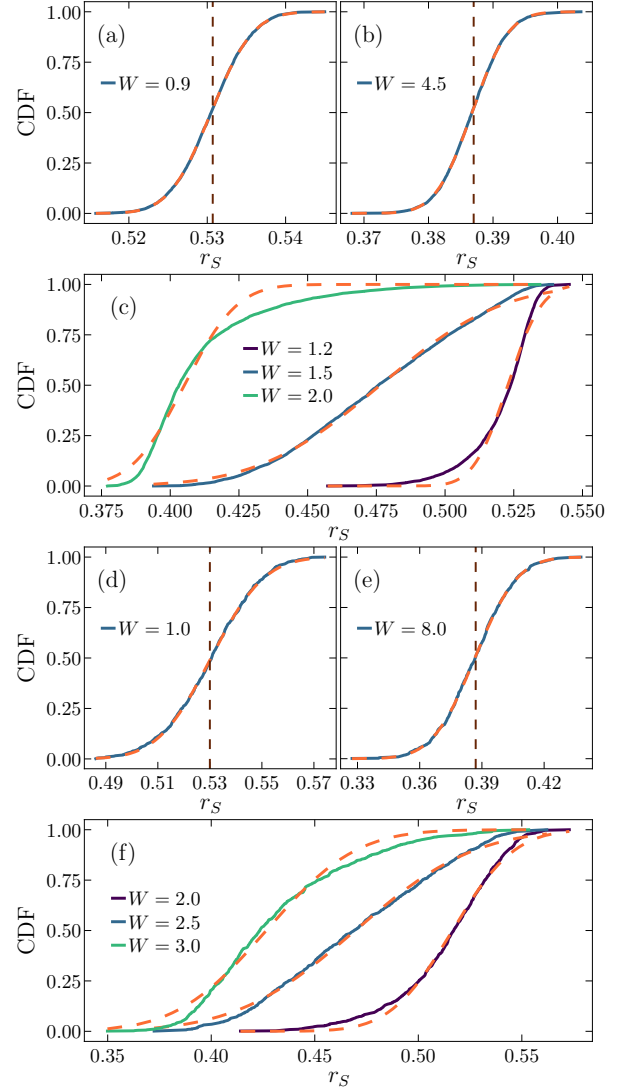 1.00
0.75
0.50
0.25
0.00
CDF
(a)
W = 0.9
0.52 0.53 0.54
r_S
(b)
W = 4.5
0.37 0.38 0.39 0.40
r_S
1.00
0.75
0.50
0.25
0.00
CDF
(c)
W = 1.2
W = 1.5
W = 2.0
0.375 0.400 0.425 0.450 0.475 0.500 0.525 0.550
r_S
1.00
0.75
0.50
0.25
0.00
CDF
(d)
W = 1.0
0.49 0.51 0.53 0.55 0.57
r_S
(e)
W = 8.0
0.33 0.36 0.39 0.42
r_S
1.00
0.75
0.50
0.25
0.00
CDF
(f)
W = 2.0
W = 2.5
W = 3.0
0.35 0.40 0.45 0.50 0.55
r_S